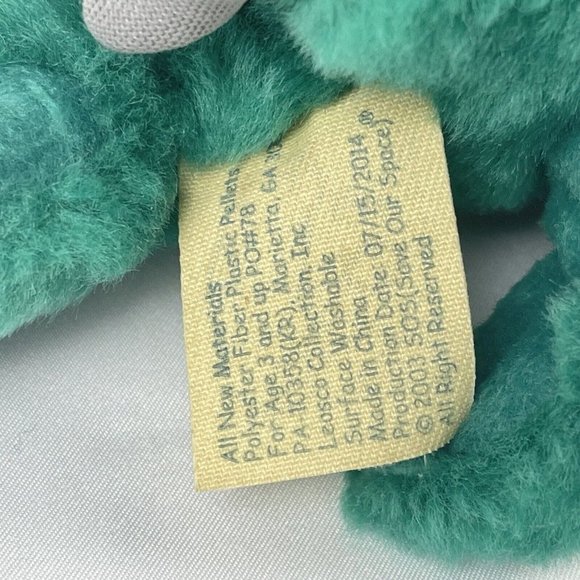 All New Materials
Polyester Fiber, Plastic Pellets
For Age 3 and up PO#78
PA-10358(KR), Marietta, GA
Leosco Collection, Inc.
Surface Washable
Made in China
Production Date 07/15/2014
© 2003 SOS(Save Our Space)®
All Right Reserved